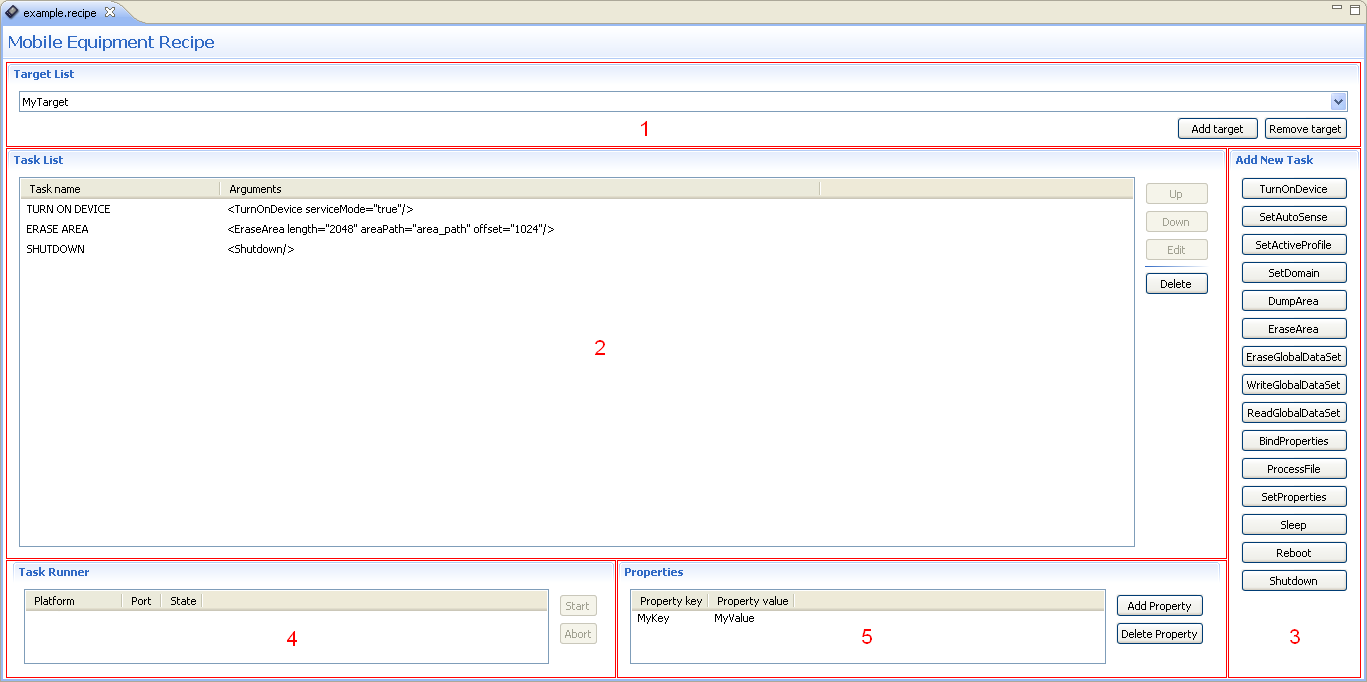 example.recipe
Mobile Equipment Recipe
Target List
MyTarget
1
Add target Remove target
Task List
Task name Arguments
TURN ON DEVICE <TurnOnDevice serviceMode="true"/>
ERASE AREA <EraseArea length="2048" areaPath="area_path" offset="1024"/>
SHUTDOWN <Shutdown/>
Up
Down
Edit
Delete
2
Add New Task
TurnOnDevice
SetAutoSense
SetActiveProfile
SetDomain
DumpArea
EraseArea
EraseGlobalDataSet
WriteGlobalDataSet
ReadGlobalDataSet
BindProperties
ProcessFile
SetProperties
Sleep
Reboot
Shutdown
3
Task Runner
Platform Port State
Start
Abort
4
Properties
Property key Property value
MyKey MyValue
Add Property
Delete Property
5